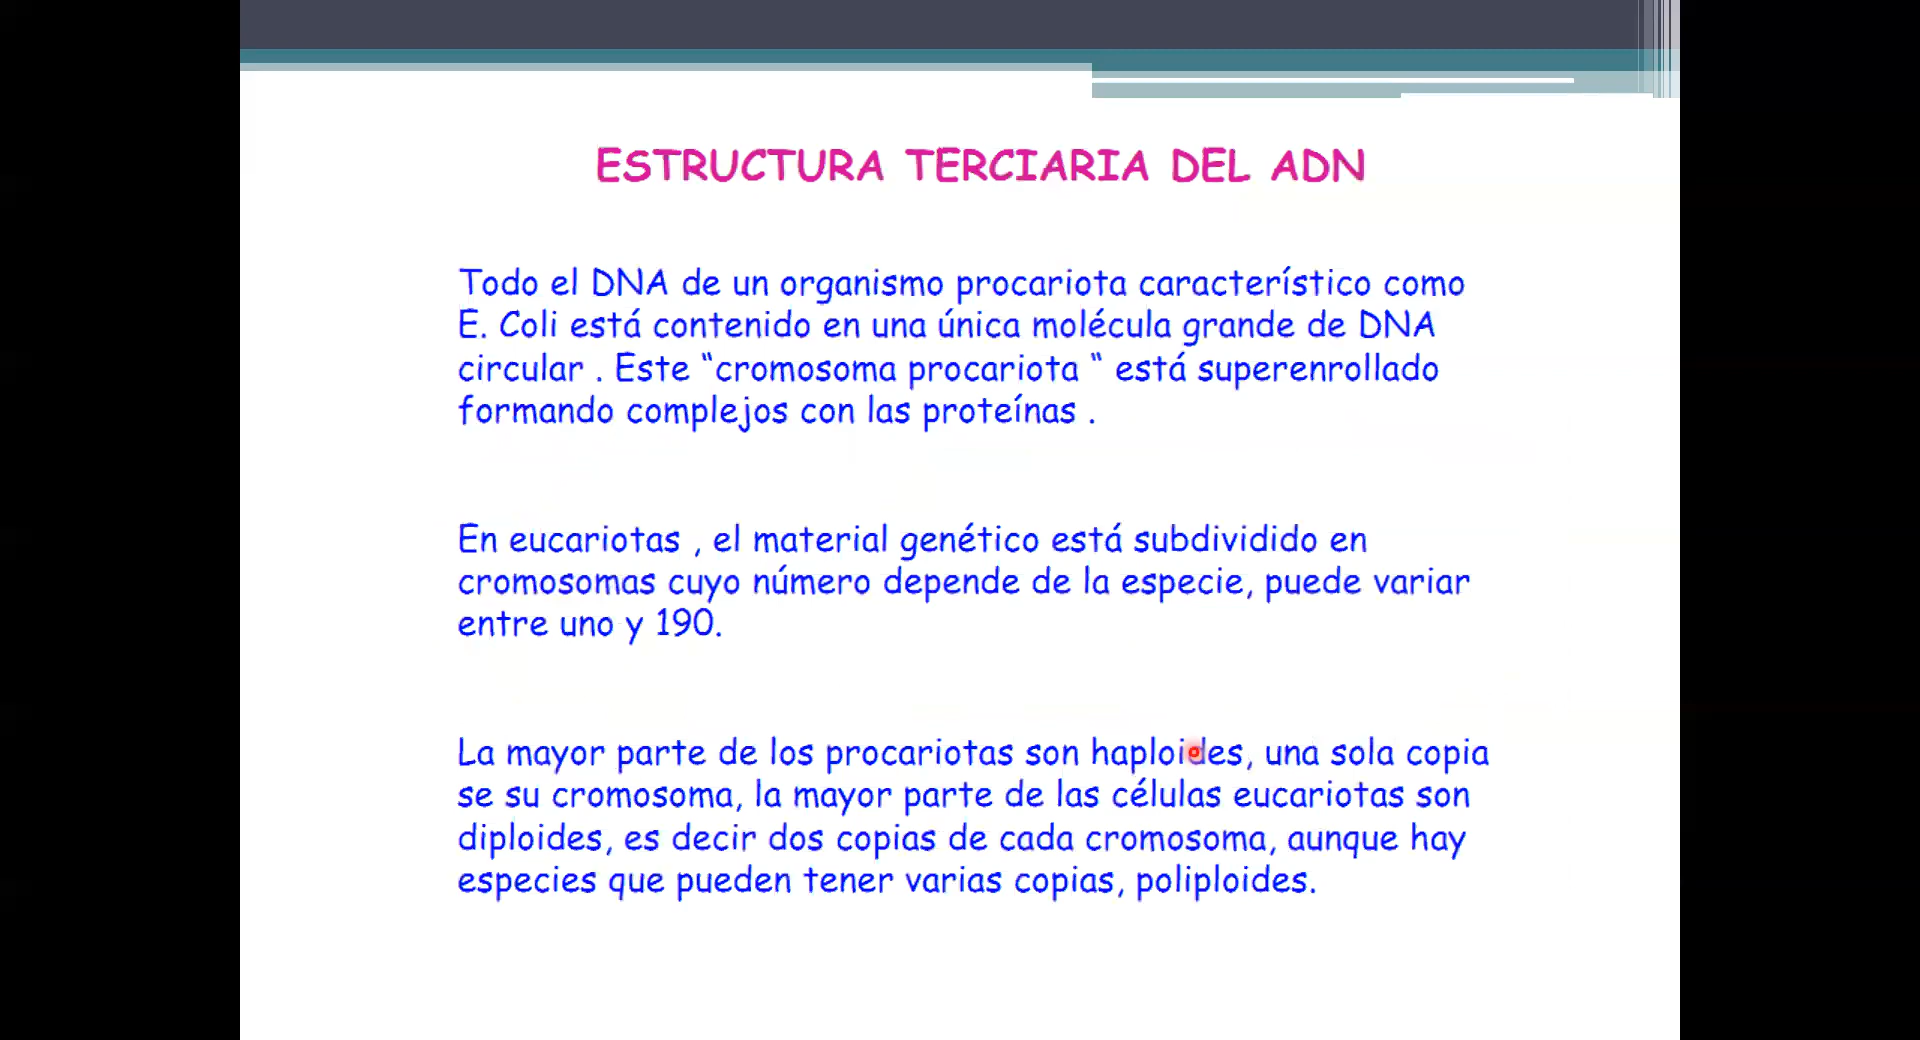 ESTRUCTURA TERCIARIA DEL ADN
Todo el DNA de un organismo procariota característico como
E. Coli está contenido en una única molécula grande de DNA
circular . Este “cromosoma procariota “ está superenrollado
formando complejos con las proteínas .
En eucariotas , el material genético está subdividido en
cromosomas cuyo número depende de la especie, puede variar
entre uno y 190.
La mayor parte de los procariotas son haploides, una sola copia
se su cromosoma, la mayor parte de las células eucariotas son
diploides, es decir dos copias de cada cromosoma, aunque hay
especies que pueden tener varias copias, poliploides.